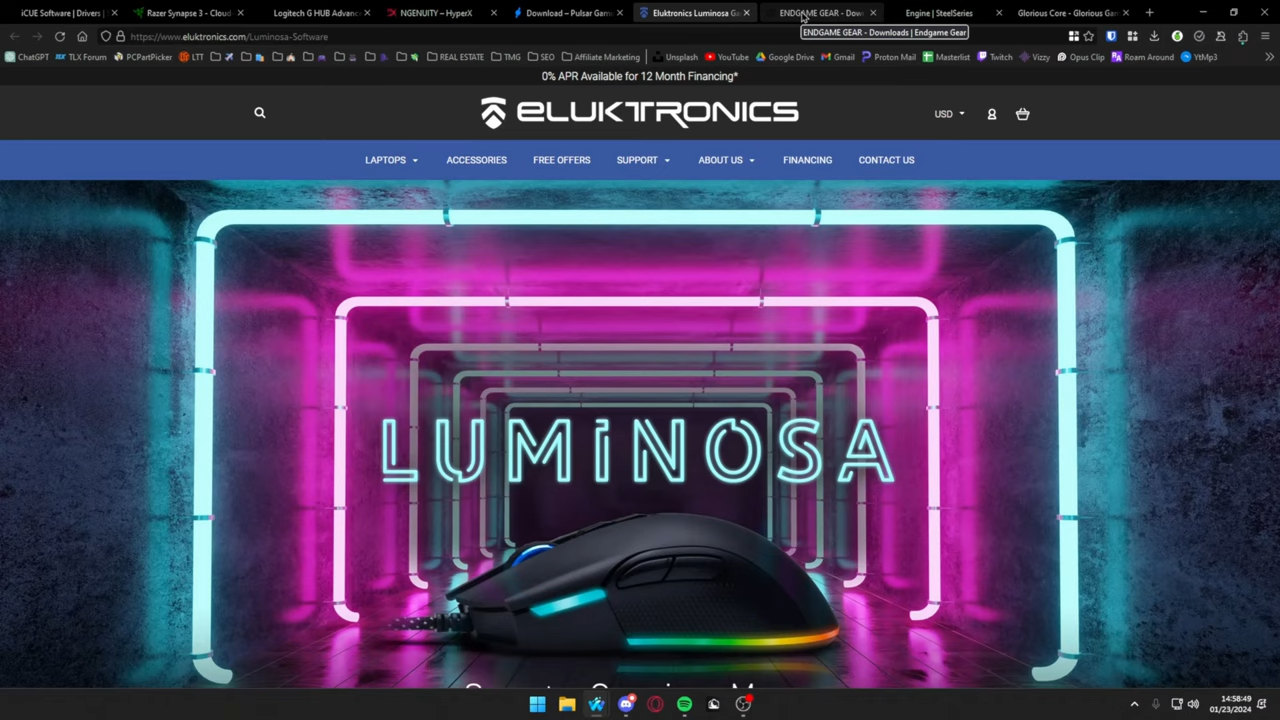 iCUE Software | Drivers
Razer Synapse 3 - Cloud-
Logitech G HUB Advanc
NGENUITY – HyperX
Download – Pulsar Gam
Eluktronics Luminosa Ga
ENDGAME GEAR - Down
Engine | SteelSeries
Glorious Core - Glorious Gam
ENDGAME GEAR - Downloads | Endgame Gear
https://www.eluktronics.com/Luminosa-Software
ChatGPT
TLX Forum
PCPartPicker
LTT
REAL ESTATE
TMG
SEO
Affiliate Marketing
Unsplash
YouTube
Google Drive
Gmail
Proton Mail
Masterlist
Twitch
Vizzy
Opus Clip
Roam Around
YtMp3
0% APR Available for 12 Month Financing*
ELUKTRONICS
USD
LAPTOPS
ACCESSORIES
FREE OFFERS
SUPPORT
ABOUT US
FINANCING
CONTACT US
LUMINOSA
14:58:49
01/23/2024